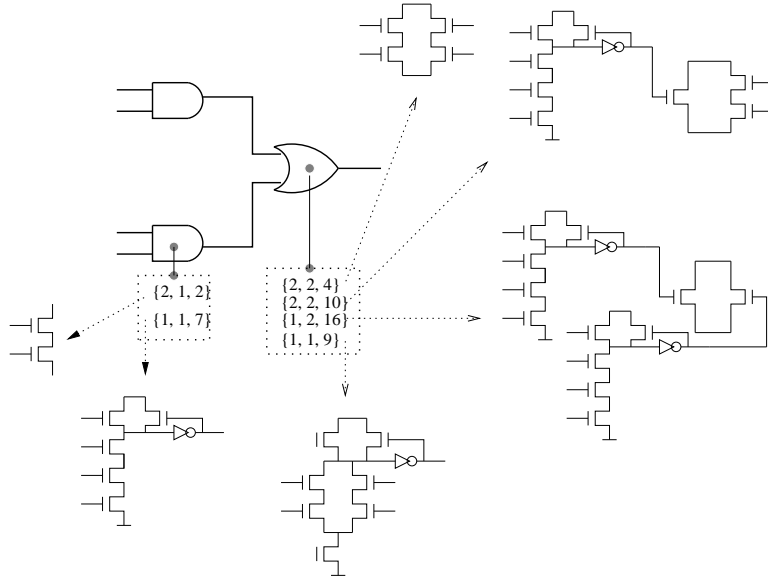 {2, 1, 2}
{1, 1, 7}
{2, 2, 4}
{2, 2, 10}
{1, 2, 16}
{1, 1, 9}